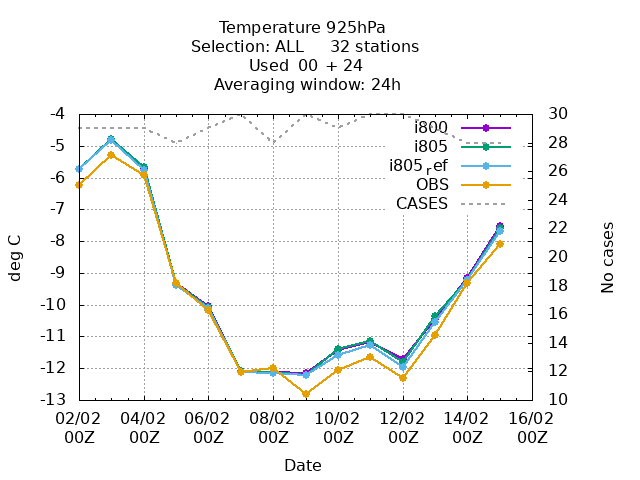 Temperature 925hPa
Selection: ALL 32 stations
Used 00 + 24
Averaging window: 24h
deg C
-4
-5
-6
-7
-8
-9
-10
-11
-12
-13
i800
i805
i805ref
OBS
CASES
30
28
26
24
22
20
18
16
14
12
10
No cases
02/02 04/02 06/02 08/02 10/02 12/02 14/02 16/02
00Z 00Z 00Z 00Z 00Z 00Z 00Z 00Z
Date